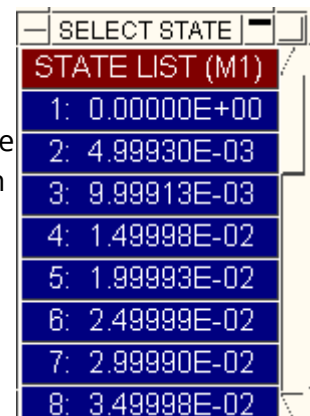 SELECT STATE
STATE LIST (M1)
1: 0.00000E+00
2: 4.99930E-03
3: 9.99913E-03
4: 1.49998E-02
5: 1.99993E-02
6: 2.49999E-02
7: 2.99990E-02
8: 3.49998E-02